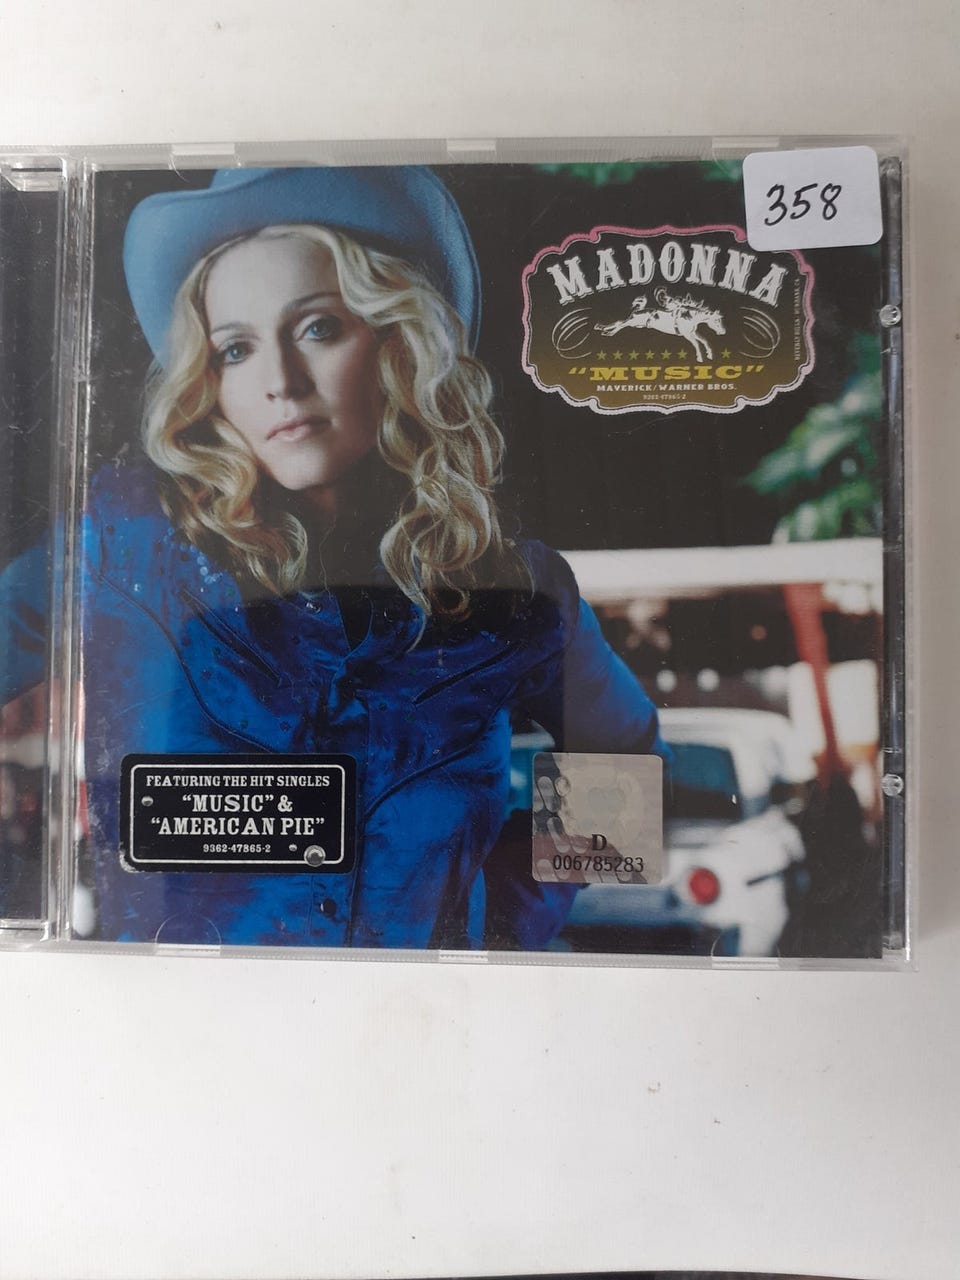 358
MADONNA
"MUSIC"
MAVERICK/WARNER BROS.
9362-47865-2
FEATURING THE HIT SINGLES
"MUSIC" &
"AMERICAN PIE"
9362-47865-2
D
006785283